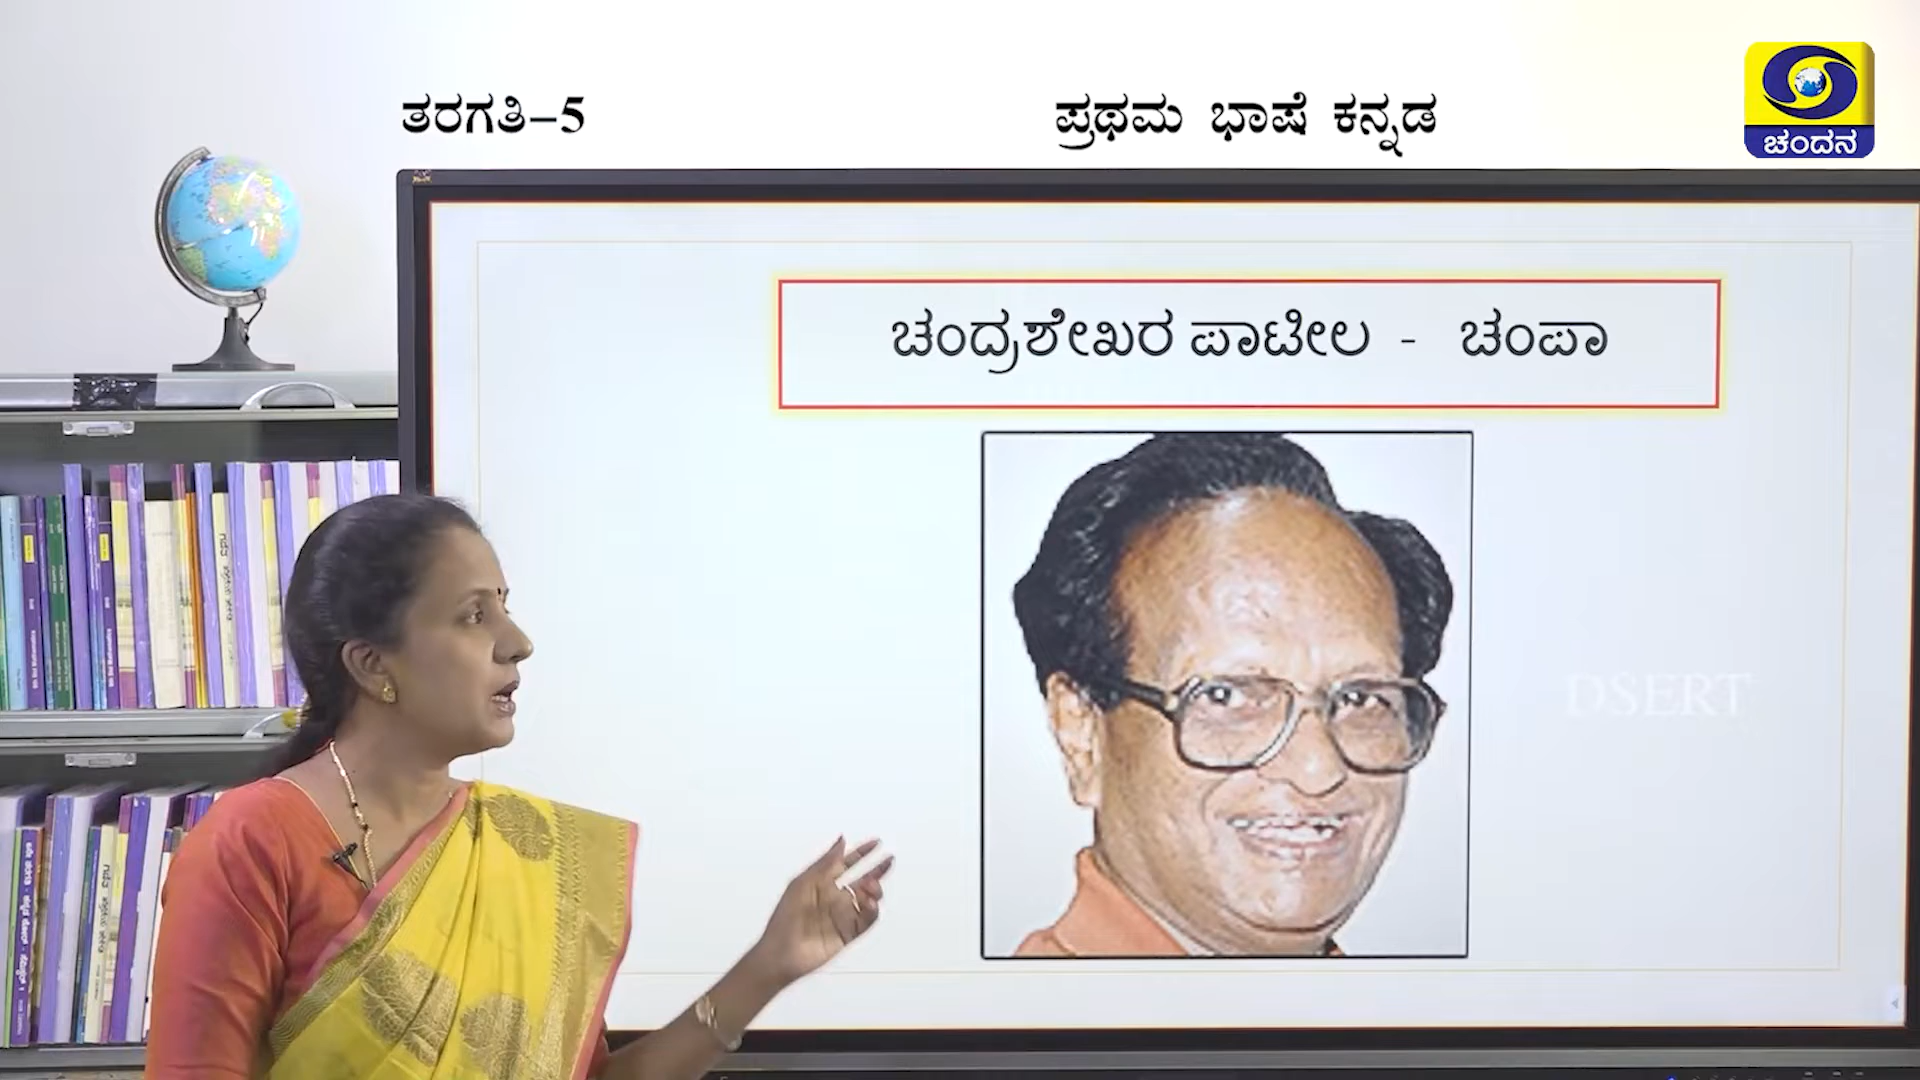 ತರಗತಿ–5
ಪ್ರಥಮ ಭಾಷೆ ಕನ್ನಡ
ಚಂದನ
ಚಂದ್ರಶೇಖರ ಪಾಟೀಲ - ಚಂಪಾ
DSERT